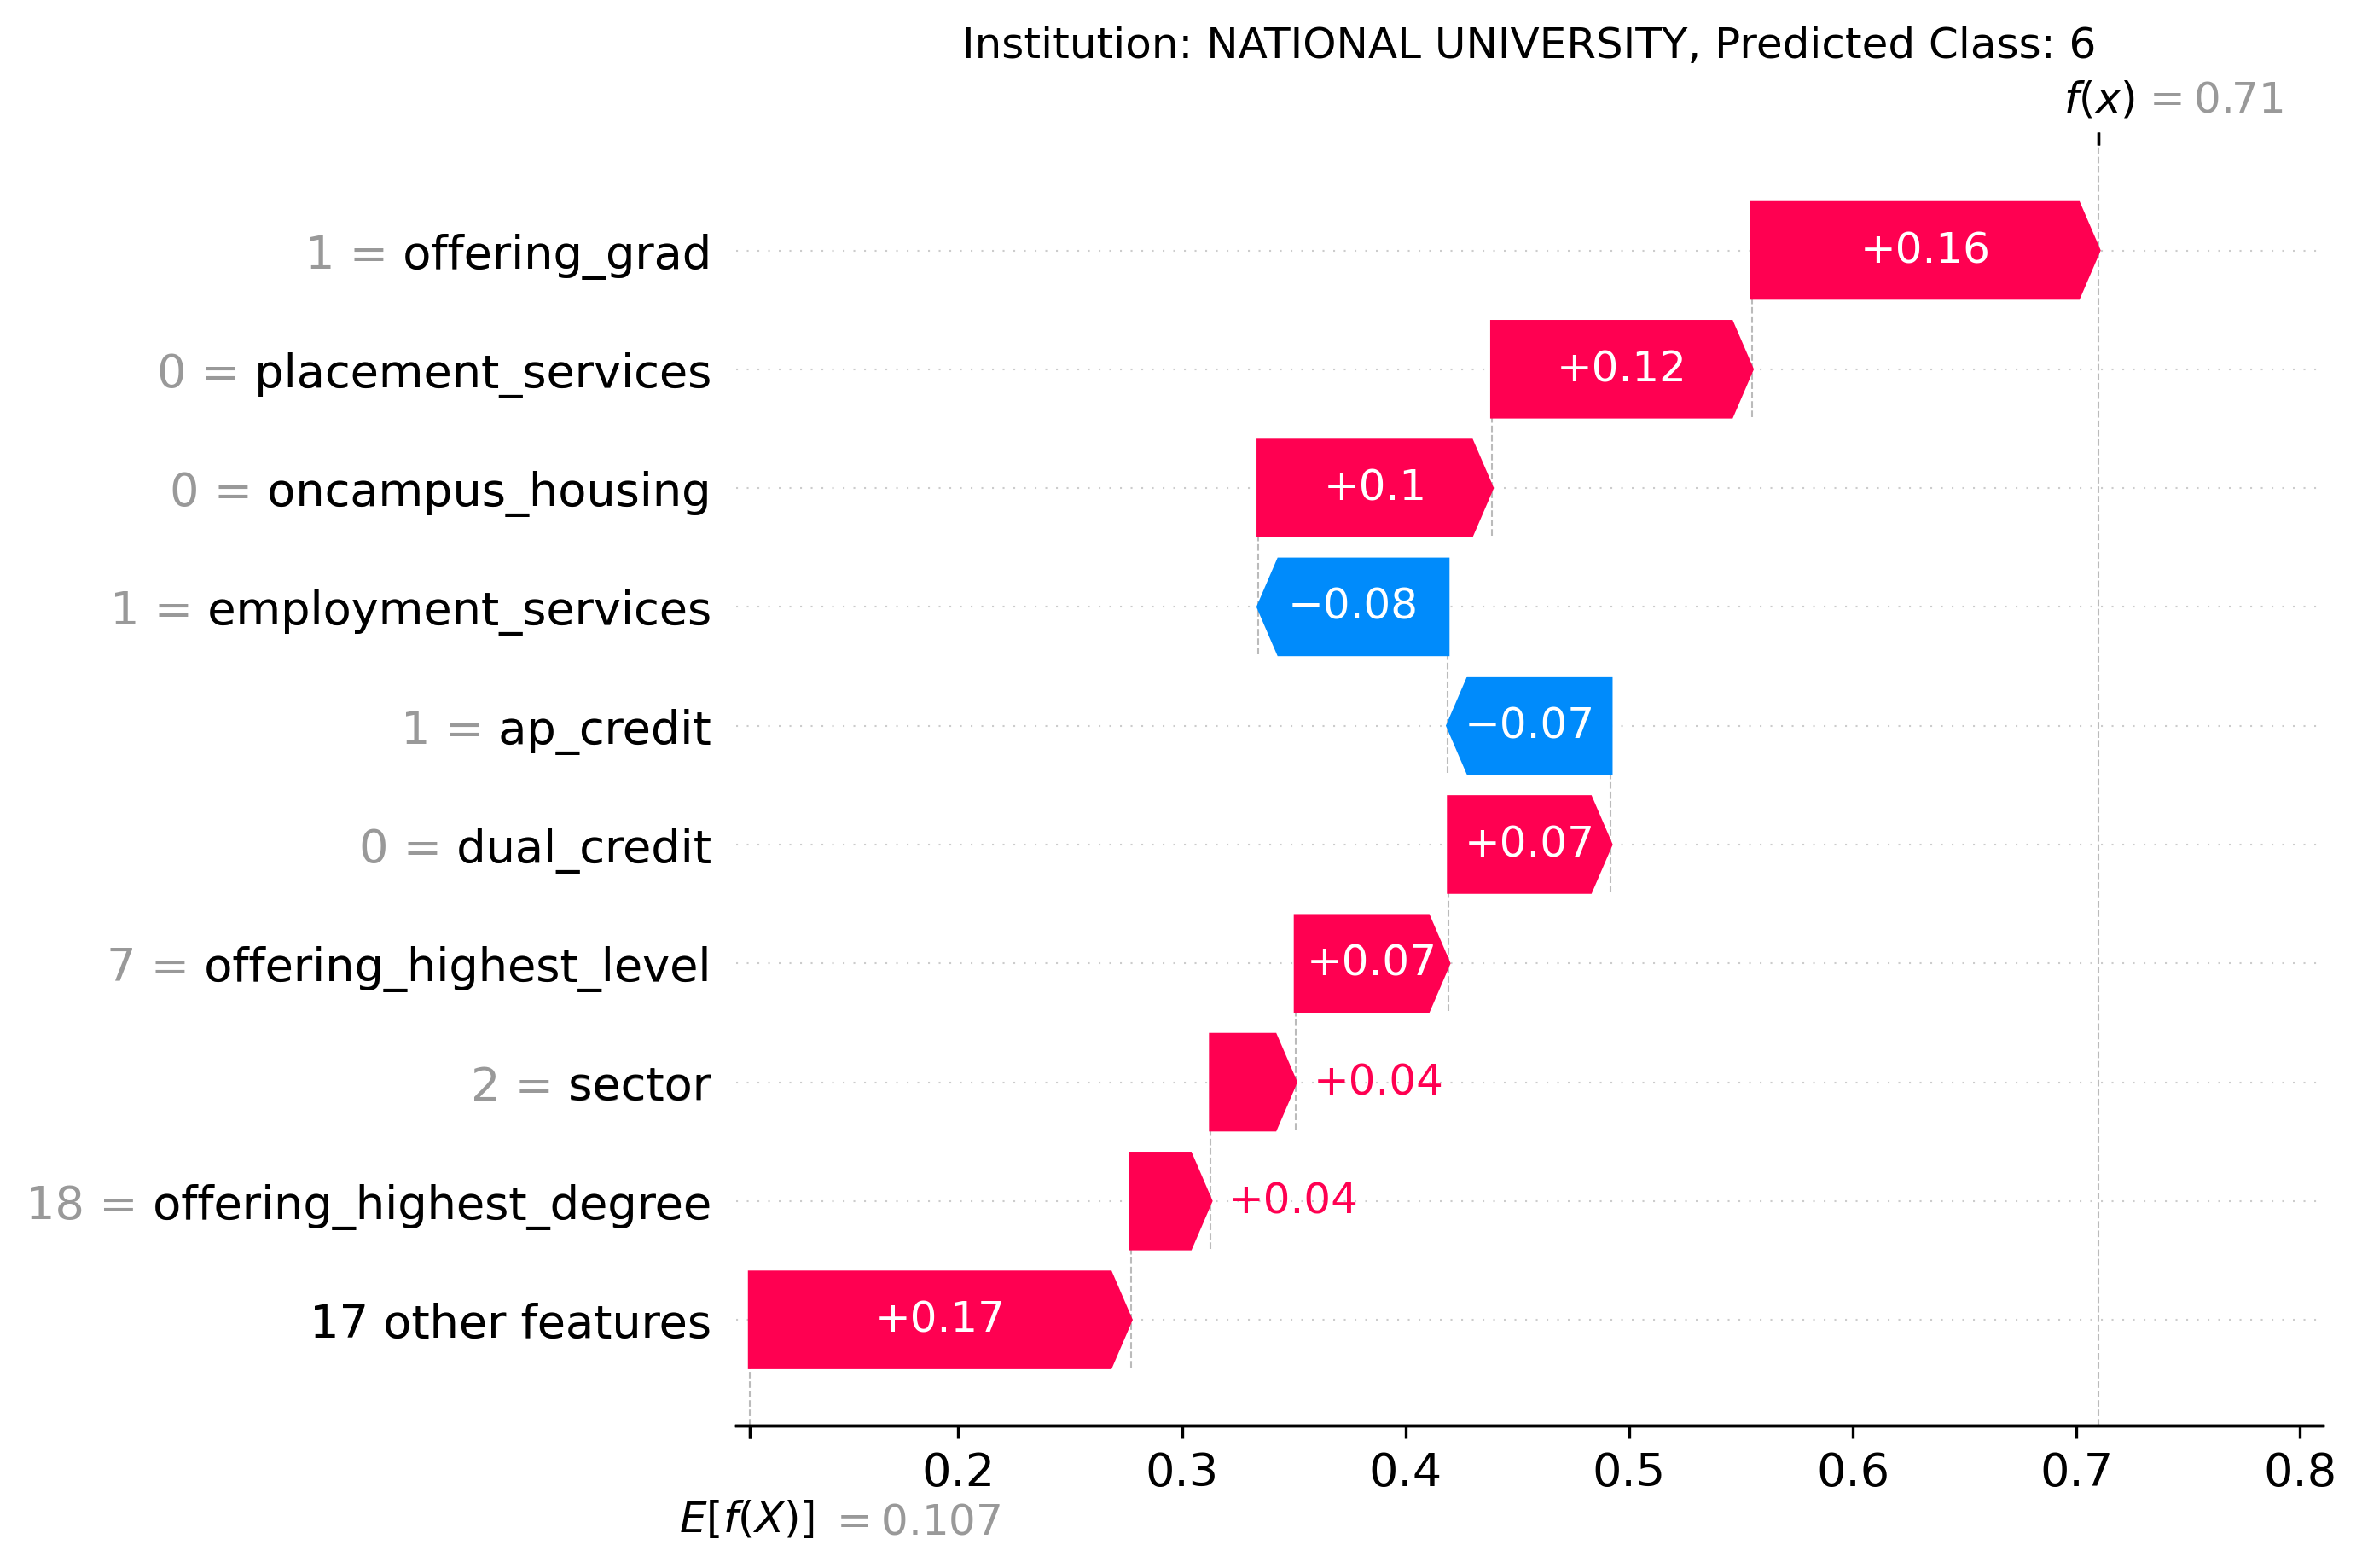 Institution: NATIONAL UNIVERSITY, Predicted Class: 6
f(x) = 0.71
1 = offering_grad +0.16
0 = placement_services +0.12
0 = oncampus_housing +0.1
1 = employment_services −0.08
1 = ap_credit −0.07
0 = dual_credit +0.07
7 = offering_highest_level +0.07
2 = sector +0.04
18 = offering_highest_degree +0.04
17 other features +0.17
0.2 0.3 0.4 0.5 0.6 0.7 0.8
E[f(X)] = 0.107